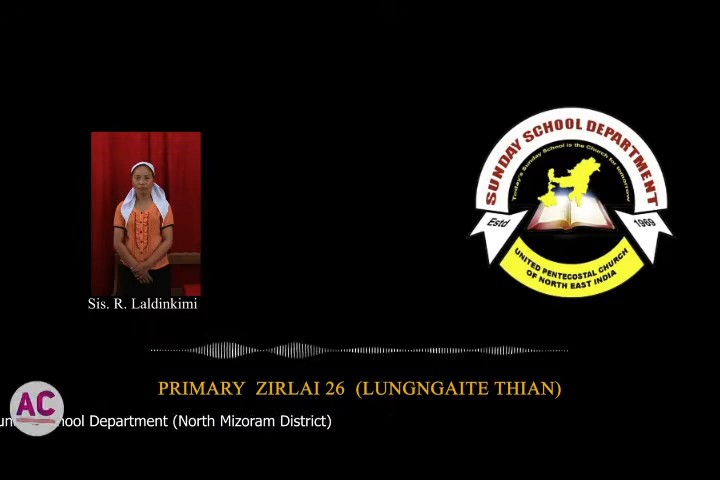 SUNDAY SCHOOL DEPARTMENT
Today's Sunday School is the Church for tomorrow
Estd
1969
UNITED PENTECOSTAL CHURCH
OF NORTH EAST INDIA
Sis. R. Laldinkimi
PRIMARY ZIRLAI 26 (LUNGNGAITE THIAN)
AC
School Department (North Mizoram District)